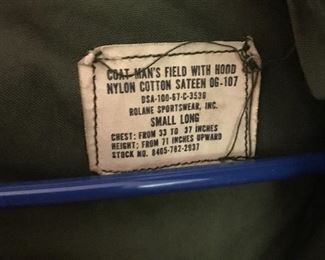 COAT MAN'S FIELD WITH HOOD
NYLON COTTON SATEEN OG-107
DSA-100-67-C-3530
ROLANE SPORTSWEAR, INC.
SMALL LONG
CHEST: FROM 33 TO 37 INCHES
HEIGHT; FROM 71 INCHES UPWARD
STOCK NO. 8405-782-2937